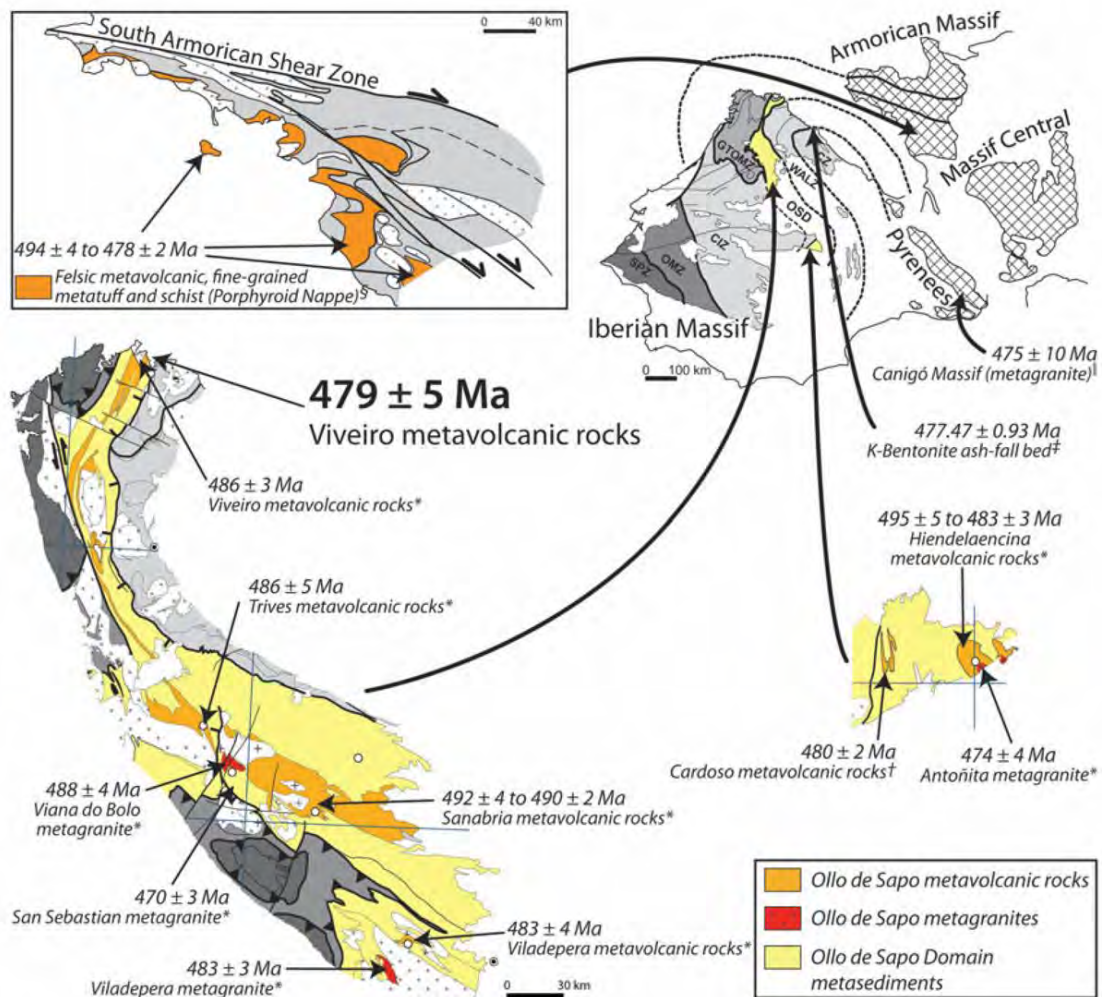 0 40 km
South Armorican Shear Zone
494 ± 4 to 478 ± 2 Ma
Felsic metavolcanic, fine-grained
metatuff and schist (Porphyroid Nappe)§
Armorican Massif
Massif Central
Pyrenees
GTOMZ
CZ
WALZ
OSD
CIZ
OMZ
SPZ
Iberian Massif
0 100 km
475 ± 10 Ma
Canigó Massif (metagranite)‖
477.47 ± 0.93 Ma
K-Bentonite ash-fall bed‡
479 ± 5 Ma
Viveiro metavolcanic rocks
486 ± 3 Ma
Viveiro metavolcanic rocks*
495 ± 5 to 483 ± 3 Ma
Hiendelaencina
metavolcanic rocks*
486 ± 5 Ma
Trives metavolcanic rocks*
480 ± 2 Ma
Cardoso metavolcanic rocks†
474 ± 4 Ma
Antoñita metagranite*
488 ± 4 Ma
Viana do Bolo
metagranite*
492 ± 4 to 490 ± 2 Ma
Sanabria metavolcanic rocks*
470 ± 3 Ma
San Sebastian metagranite*
483 ± 4 Ma
Viladepera metavolcanic rocks*
483 ± 3 Ma
Viladepera metagranite*
0 30 km
Ollo de Sapo metavolcanic rocks
Ollo de Sapo metagranites
Ollo de Sapo Domain
metasediments